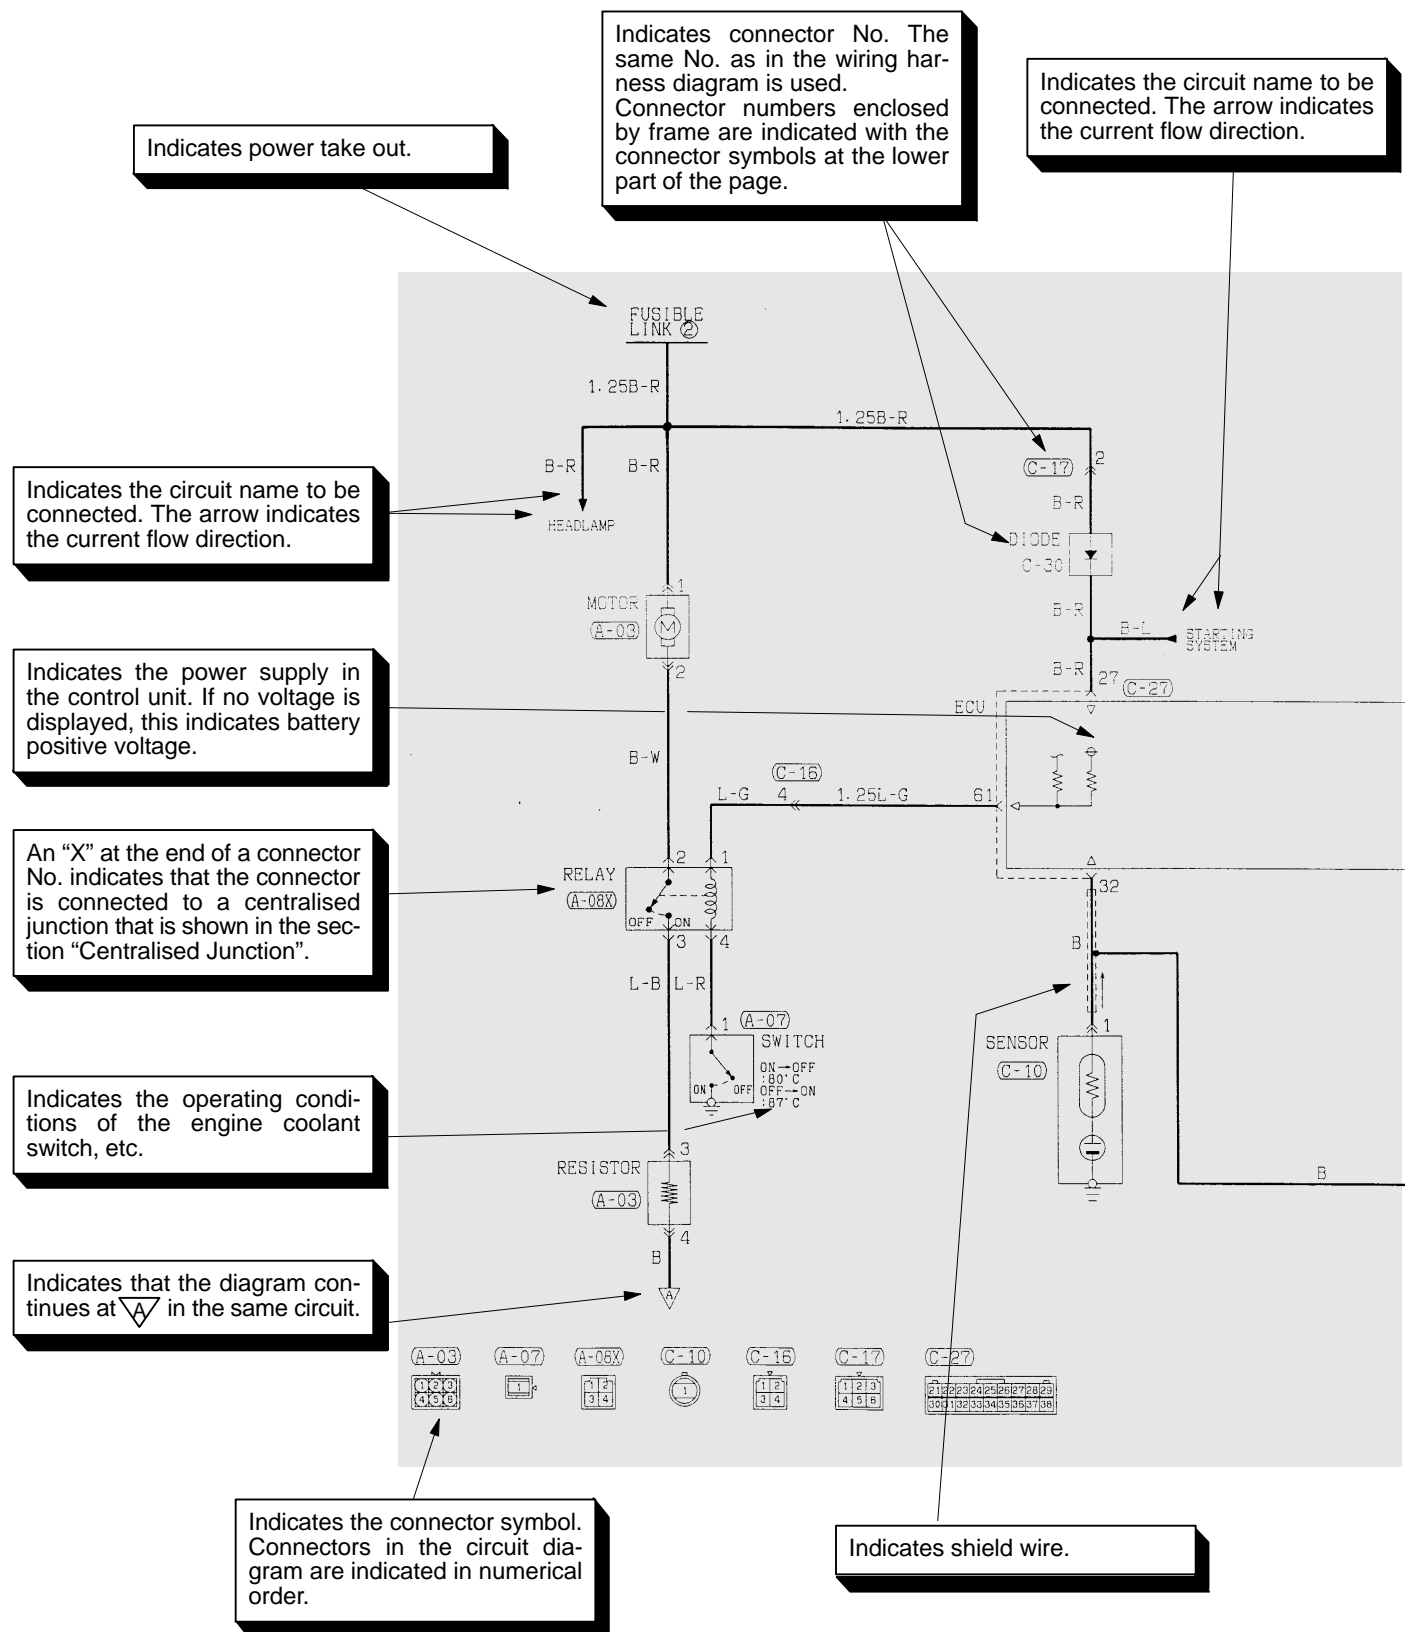 Indicates connector No. The
same No. as in the wiring har-
ness diagram is used.
Connector numbers enclosed
by frame are indicated with the
connector symbols at the lower
part of the page.
Indicates the circuit name to be
connected. The arrow indicates
the current flow direction.
Indicates power take out.
FUSIBLE
LINK ②
1.25B-R
1.25B-R
B-R
B-R
C-17
2
B-R
HEADLAMP
Indicates the circuit name to be
connected. The arrow indicates
the current flow direction.
DIODE
C-30
1
MOTOR
A-03
M
2
B-R
B-L
STARTING
SYSTEM
B-R
27
C-27
Indicates the power supply in
the control unit. If no voltage is
displayed, this indicates battery
positive voltage.
ECU
B-W
C-16
L-G
4
1.25L-G
61
An “X” at the end of a connector
No. indicates that the connector
is connected to a centralised
junction that is shown in the sec-
tion “Centralised Junction”.
2
1
RELAY
A-08X
OFF
ON
3
4
32
B
L-B
L-R
1
A-07
SWITCH
ON→OFF
:80°C
OFF→ON
:87°C
ON
OFF
1
SENSOR
C-10
Indicates the operating condi-
tions of the engine coolant
switch, etc.
3
RESISTOR
A-03
4
B
B
Indicates that the diagram con-
tinues at A in the same circuit.
A
A-03
A-07
A-08X
C-10
C-16
C-17
C-27
1 2 3
4 5 6
1
1 2
3 4
1
1 2
3 4
1 2 3
4 5 6
21 22 23 24 25 26 27 28 29
30 31 32 33 34 35 36 37 38
Indicates the connector symbol.
Connectors in the circuit dia-
gram are indicated in numerical
order.
Indicates shield wire.